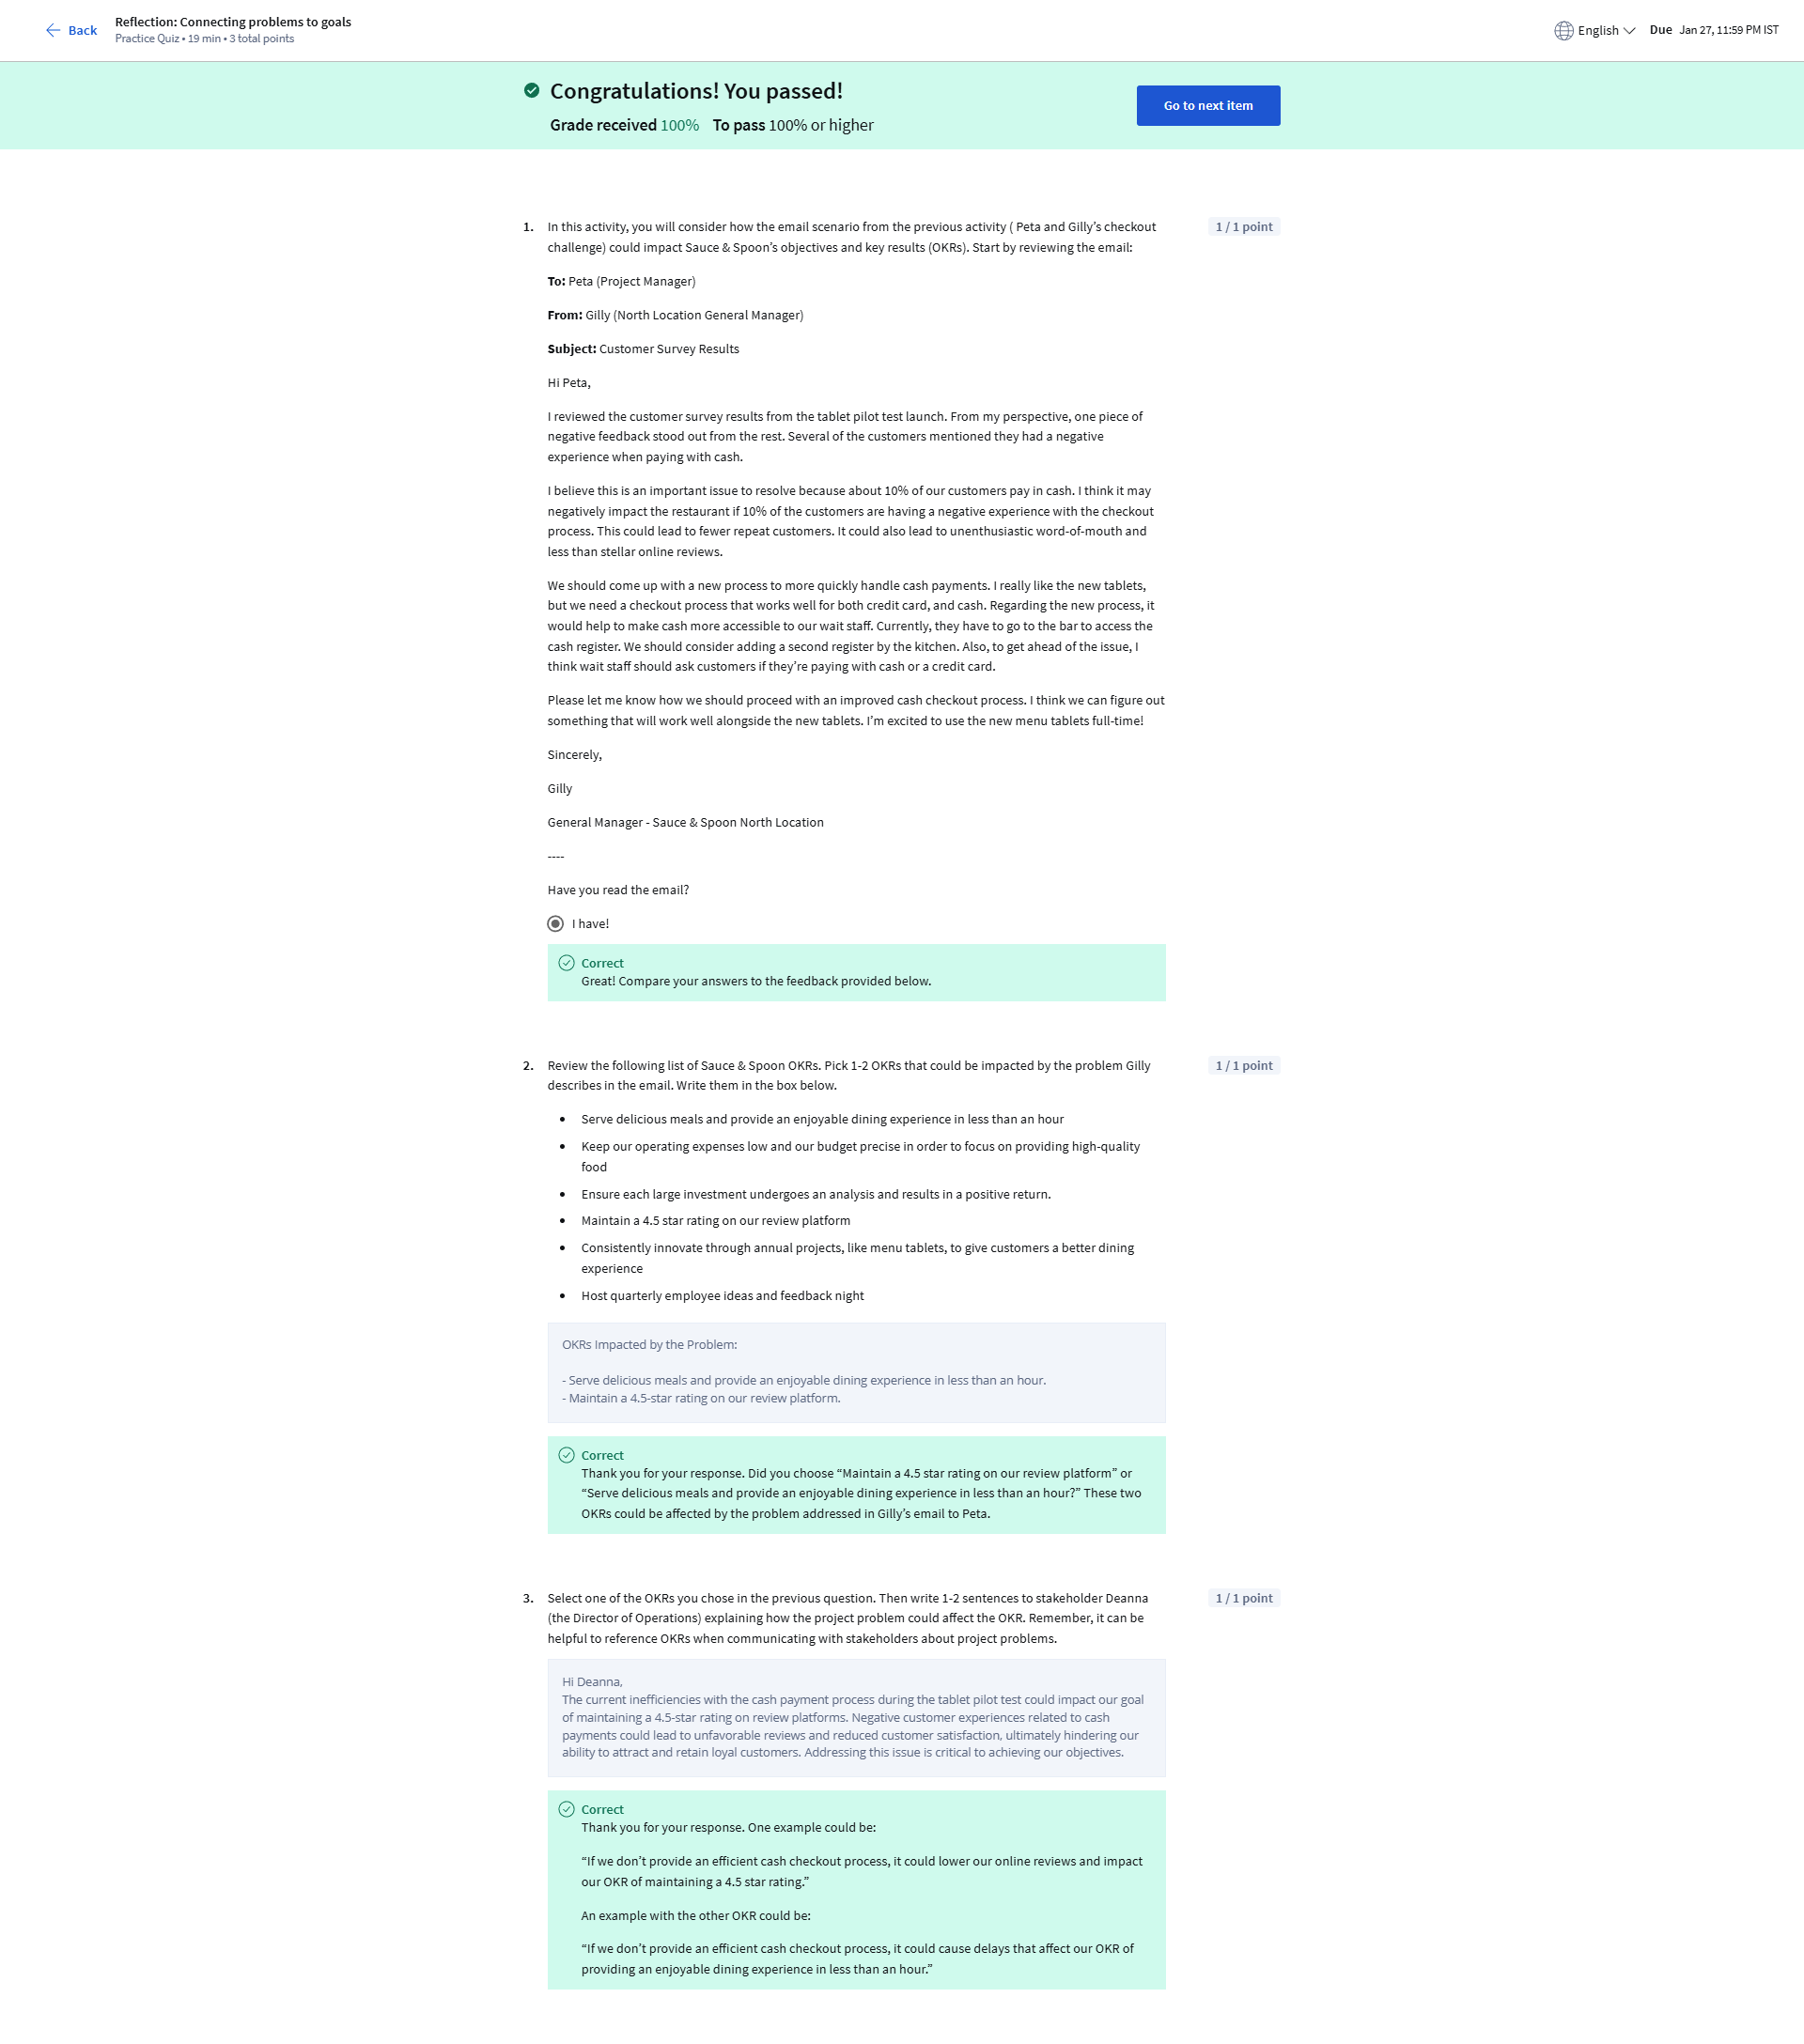 Back
Reflection: Connecting problems to goals
Practice Quiz • 19 min • 3 total points
English
Due Jan 27, 11:59 PM IST
Congratulations! You passed!
Grade received 100% To pass 100% or higher
Go to next item
1. In this activity, you will consider how the email scenario from the previous activity ( Peta and Gilly’s checkout
challenge) could impact Sauce & Spoon’s objectives and key results (OKRs). Start by reviewing the email:
1 / 1 point
To: Peta (Project Manager)
From: Gilly (North Location General Manager)
Subject: Customer Survey Results
Hi Peta,
I reviewed the customer survey results from the tablet pilot test launch. From my perspective, one piece of
negative feedback stood out from the rest. Several of the customers mentioned they had a negative
experience when paying with cash.
I believe this is an important issue to resolve because about 10% of our customers pay in cash. I think it may
negatively impact the restaurant if 10% of the customers are having a negative experience with the checkout
process. This could lead to fewer repeat customers. It could also lead to unenthusiastic word-of-mouth and
less than stellar online reviews.
We should come up with a new process to more quickly handle cash payments. I really like the new tablets,
but we need a checkout process that works well for both credit card, and cash. Regarding the new process, it
would help to make cash more accessible to our wait staff. Currently, they have to go to the bar to access the
cash register. We should consider adding a second register by the kitchen. Also, to get ahead of the issue, I
think wait staff should ask customers if they’re paying with cash or a credit card.
Please let me know how we should proceed with an improved cash checkout process. I think we can figure out
something that will work well alongside the new tablets. I’m excited to use the new menu tablets full-time!
Sincerely,
Gilly
General Manager - Sauce & Spoon North Location
----
Have you read the email?
I have!
Correct
Great! Compare your answers to the feedback provided below.
2. Review the following list of Sauce & Spoon OKRs. Pick 1-2 OKRs that could be impacted by the problem Gilly
describes in the email. Write them in the box below.
1 / 1 point
• Serve delicious meals and provide an enjoyable dining experience in less than an hour
• Keep our operating expenses low and our budget precise in order to focus on providing high-quality
food
• Ensure each large investment undergoes an analysis and results in a positive return.
• Maintain a 4.5 star rating on our review platform
• Consistently innovate through annual projects, like menu tablets, to give customers a better dining
experience
• Host quarterly employee ideas and feedback night
OKRs Impacted by the Problem:
- Serve delicious meals and provide an enjoyable dining experience in less than an hour.
- Maintain a 4.5-star rating on our review platform.
Correct
Thank you for your response. Did you choose “Maintain a 4.5 star rating on our review platform” or
“Serve delicious meals and provide an enjoyable dining experience in less than an hour?” These two
OKRs could be affected by the problem addressed in Gilly’s email to Peta.
3. Select one of the OKRs you chose in the previous question. Then write 1-2 sentences to stakeholder Deanna
(the Director of Operations) explaining how the project problem could affect the OKR. Remember, it can be
helpful to reference OKRs when communicating with stakeholders about project problems.
1 / 1 point
Hi Deanna,
The current inefficiencies with the cash payment process during the tablet pilot test could impact our goal
of maintaining a 4.5-star rating on review platforms. Negative customer experiences related to cash
payments could lead to unfavorable reviews and reduced customer satisfaction, ultimately hindering our
ability to attract and retain loyal customers. Addressing this issue is critical to achieving our objectives.
Correct
Thank you for your response. One example could be:
“If we don’t provide an efficient cash checkout process, it could lower our online reviews and impact
our OKR of maintaining a 4.5 star rating.”
An example with the other OKR could be:
“If we don’t provide an efficient cash checkout process, it could cause delays that affect our OKR of
providing an enjoyable dining experience in less than an hour.”